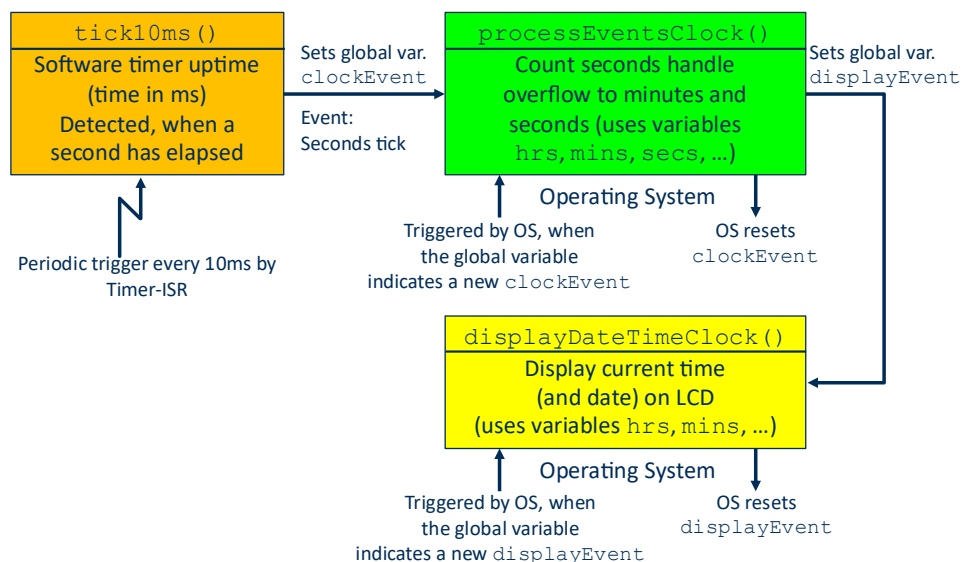 tick10ms()
Software timer uptime
(time in ms)
Detected, when a
second has elapsed
Sets global var.
clockEvent
Event:
Seconds tick
processEventsClock()
Count seconds handle
overflow to minutes and
seconds (uses variables
hrs, mins, secs, …)
Sets global var.
displayEvent
Periodic trigger every 10ms by
Timer-ISR
Operating System
Triggered by OS, when
the global variable
indicates a new clockEvent
OS resets
clockEvent
displayDateTimeClock()
Display current time
(and date) on LCD
(uses variables hrs, mins, …)
Operating System
Triggered by OS, when
the global variable
indicates a new displayEvent
OS resets
displayEvent